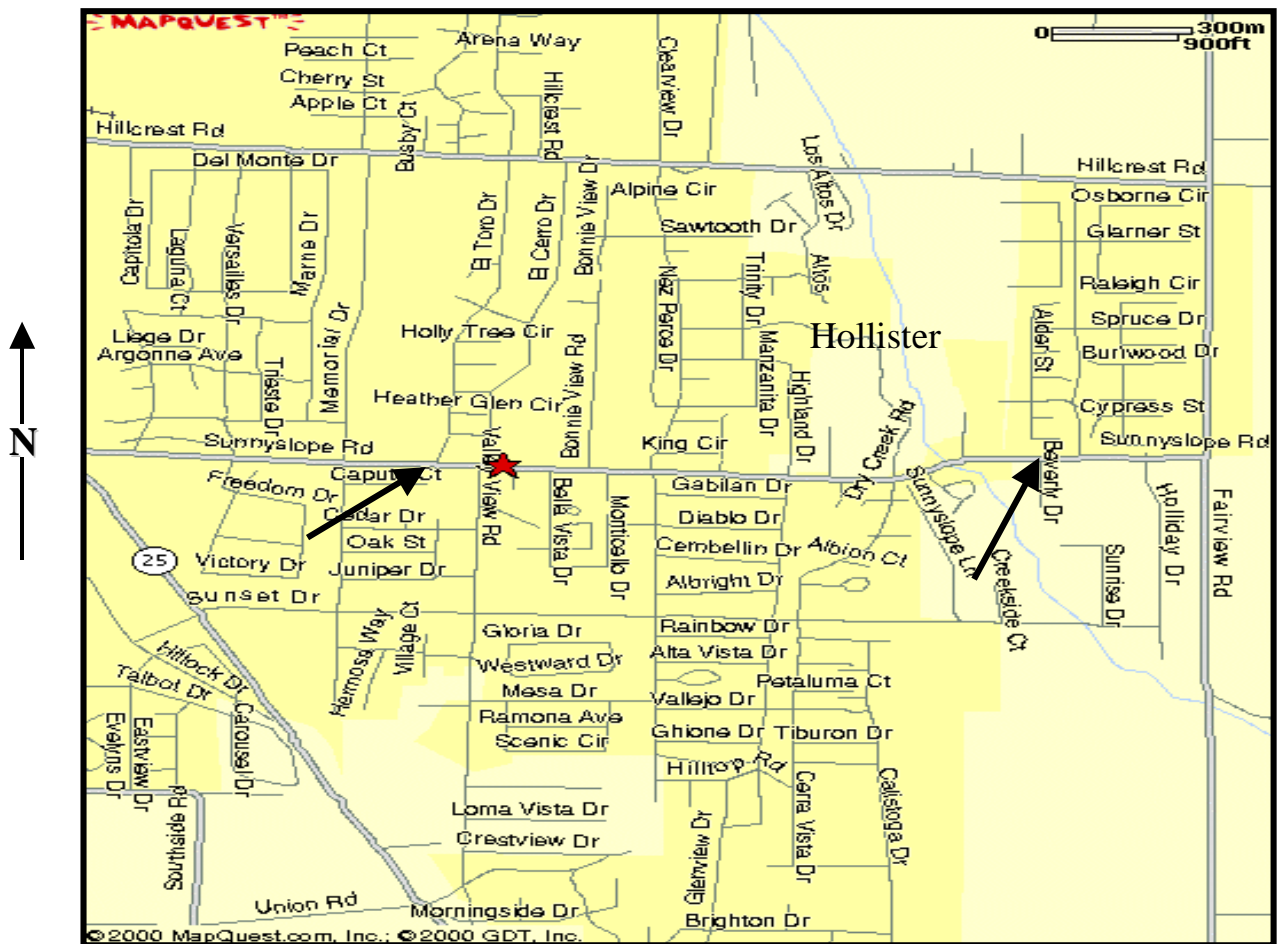 MAPQUEST™
0 300m
900ft
Peach Ct
Arena Way
Cherry St
Apple Ct
Busby Ct
Hillcrest Rd
Clearview Dr
Hillcrest Rd
Del Monte Dr
Los Altos Dr
Hillcrest Rd
Alpine Cir
Osborne Cir
Capitola Dr
Laguna Ct
Versailles Dr
Marne Dr
El Toro Dr
El Cerro Dr
Bonnie View Dr
Sawtooth Dr
Glarner St
Altos
Nez Perce Dr
Trinity Dr
Raleigh Cir
Liege Dr
Argonne Ave
Memorial Dr
Holly Tree Cir
Hollister
Spruce Dr
Alder St
Burlwood Dr
Trieste Dr
Bonnie View Rd
Manzanita Dr
Highland Dr
Heather Glen Cir
Cypress St
N
Sunnyslope Rd
King Cir
Dry Creek Rd
Sunnyslope Rd
Valley View Rd
Caputo Ct
Freedom Dr
Gabilan Dr
Beverly Dr
Cedar Dr
Bella Vista Dr
Monticello Dr
Diablo Dr
Sunnyslope Ln
Holliday Dr
Fairview Rd
Oak St
Cembellin Dr
Albion Ct
25
Victory Dr
Juniper Dr
Albright Dr
Creekside Ct
Sunrise Dr
Sunset Dr
Hermosa Way
Village Ct
Gloria Dr
Rainbow Dr
Hillock Dr
Westward Dr
Alta Vista Dr
Talbot Dr
Mesa Dr
Vallejo Dr
Petaluma Ct
Evelyns Dr
Eastview Dr
Carousel Dr
Ramona Ave
Ghione Dr
Tiburon Dr
Scenic Cir
Hilltop Rd
Southside Rd
Loma Vista Dr
Cerra Vista Dr
Calistoga Dr
Crestview Dr
Glenview Dr
Union Rd
Morningside Dr
Brighton Dr
©2000 MapQuest.com, Inc.; ©2000 GDT, Inc.